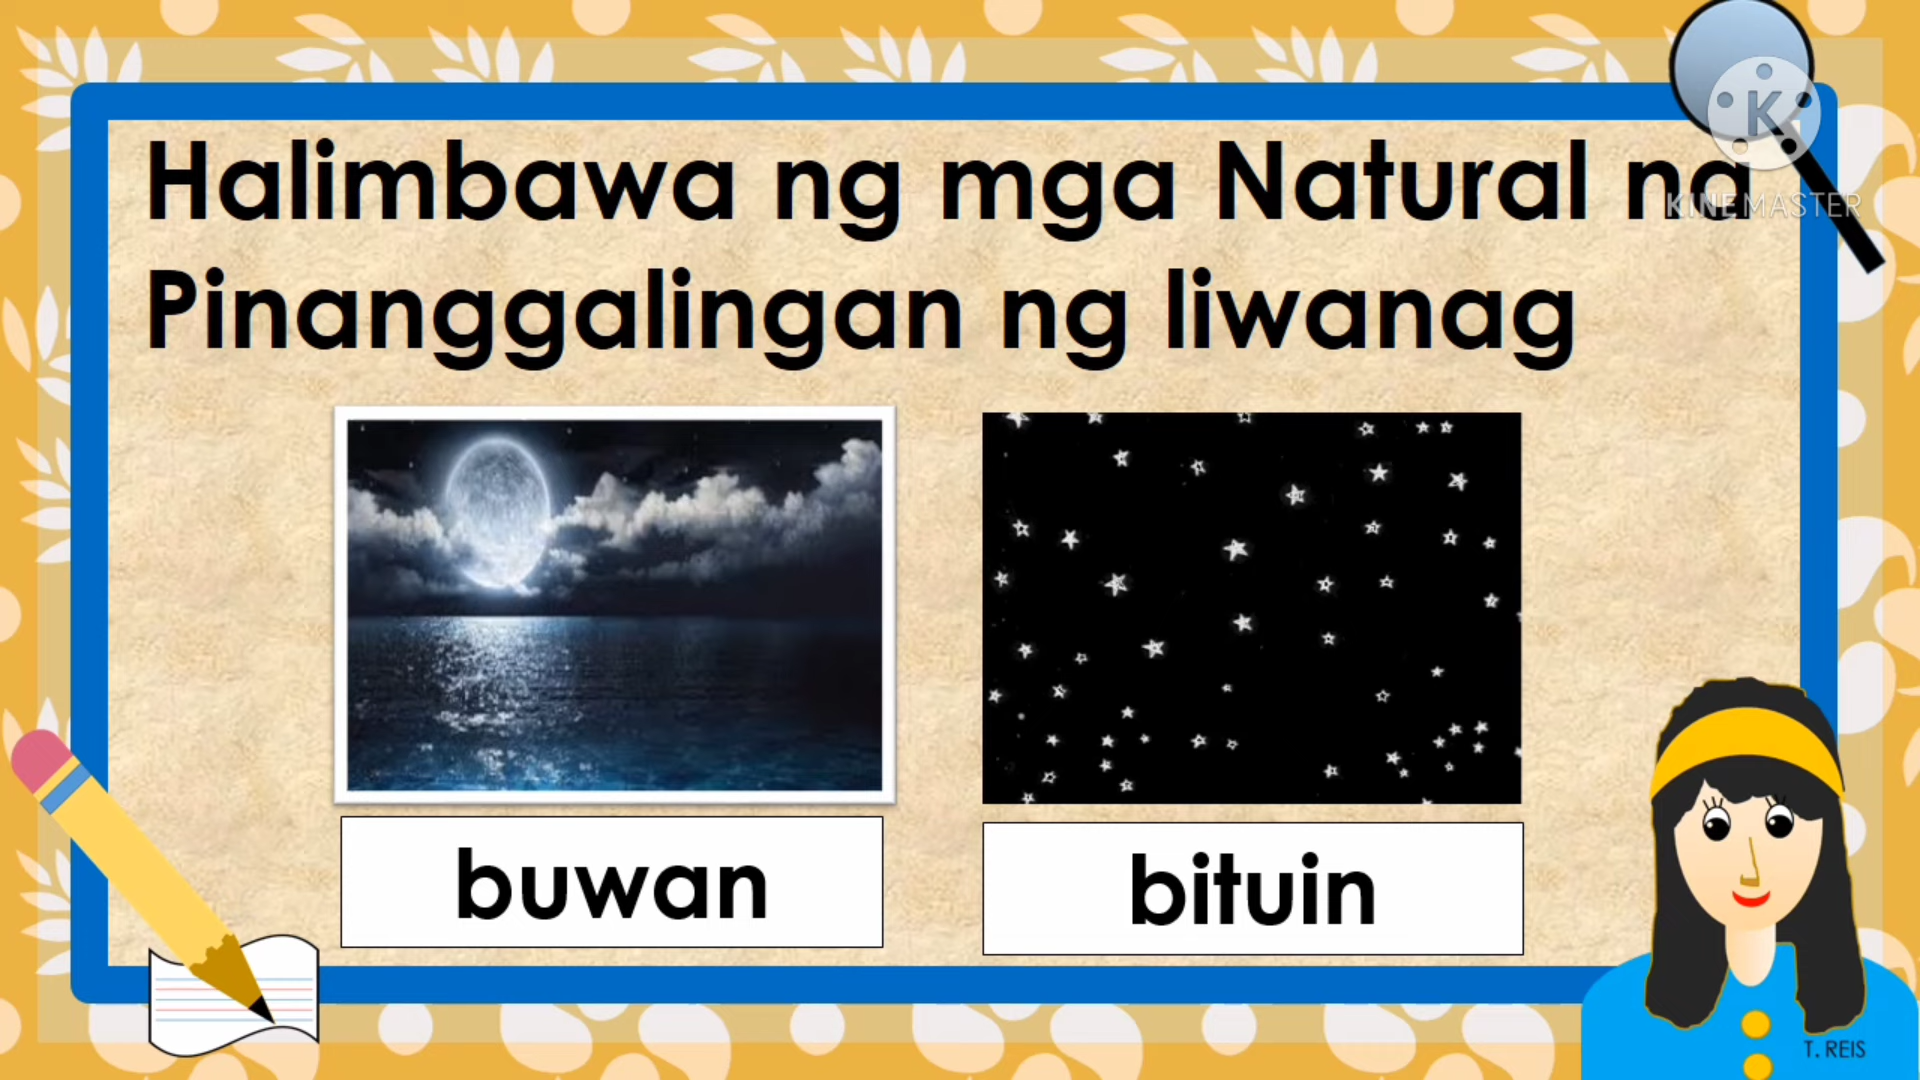 Halimbawa ng mga Natural na
Pinanggalingan ng liwanag
K
KINEMASTER
buwan
bituin
T. REIS